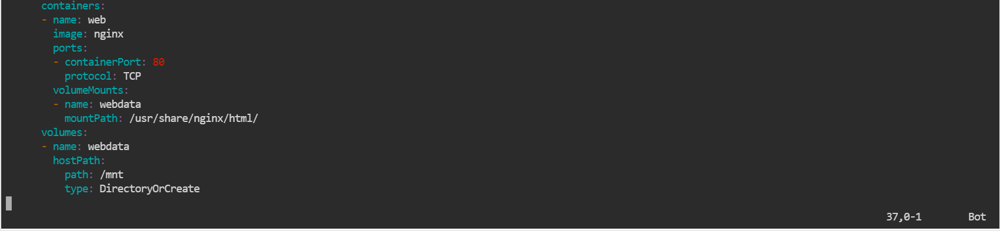 containers:
- name: web
image: nginx
ports:
- containerPort: 80
protocol: TCP
volumeMounts:
- name: webdata
mountPath: /usr/share/nginx/html/
volumes:
- name: webdata
hostPath:
path: /mnt
type: DirectoryOrCreate
37,0-1 Bot